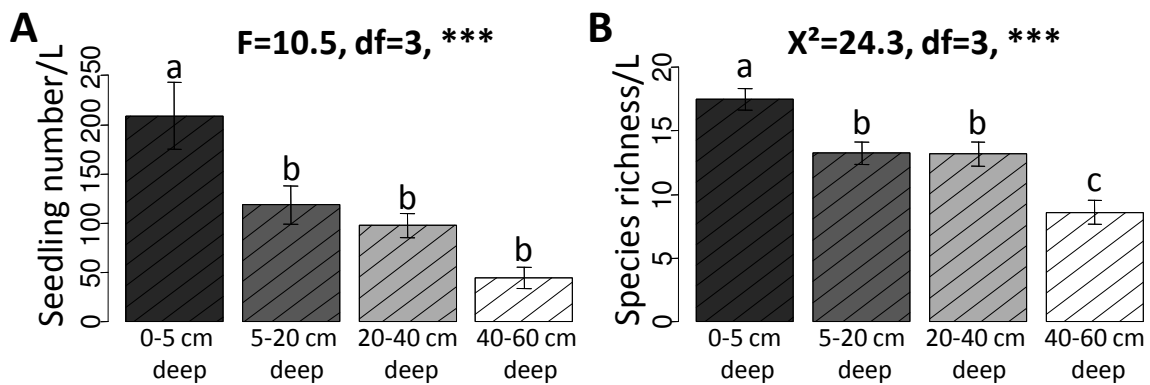 A
F=10.5, df=3, ***
Seedling number/L
250
200
150
100
50
0
a
b
b
b
0-5 cm
deep
5-20 cm
deep
20-40 cm
deep
40-60 cm
deep
B
X²=24.3, df=3, ***
Species richness/L
20
15
10
5
0
a
b
b
c
0-5 cm
deep
5-20 cm
deep
20-40 cm
deep
40-60 cm
deep